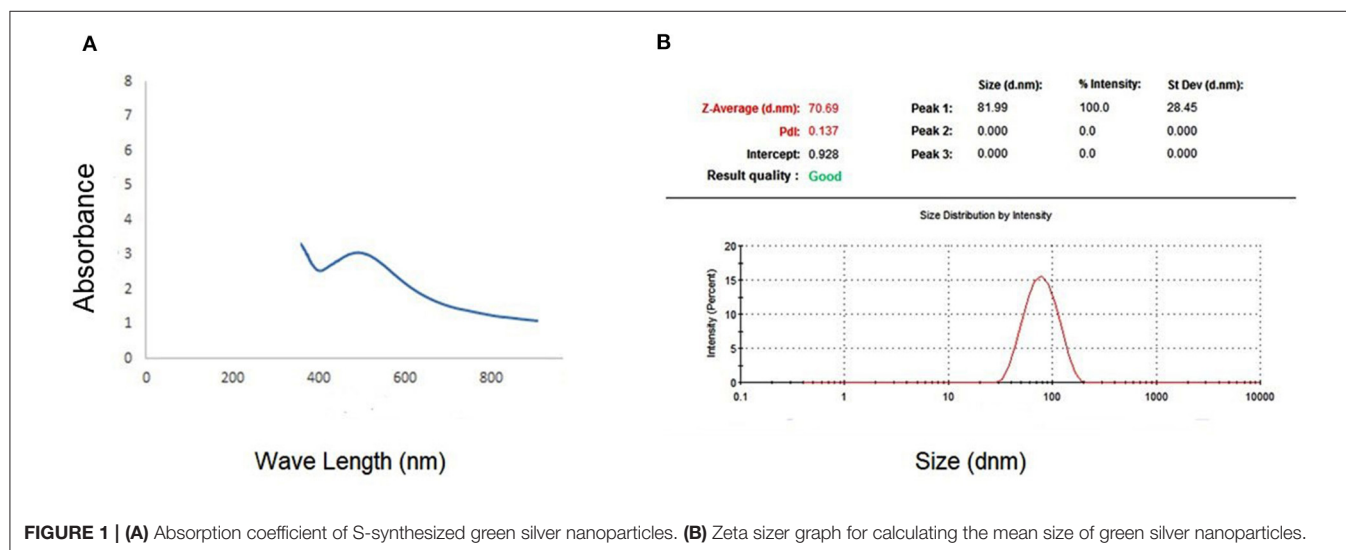 A
8
7
6
5
4
3
2
1
0
0 200 400 600 800
Absorbance
Wave Length (nm)
B
Size (d.nm): % Intensity: St Dev (d.nm):
Z-Average (d.nm): 70.69 Peak 1: 81.99 100.0 28.45
PdI: 0.137 Peak 2: 0.000 0.0 0.000
Intercept: 0.928 Peak 3: 0.000 0.0 0.000
Result quality : Good
Size Distribution by Intensity
Intensity (Percent)
20
15
10
5
0
0.1 1 10 100 1000 10000
Size (dnm)
FIGURE 1 | (A) Absorption coefficient of S-synthesized green silver nanoparticles. (B) Zeta sizer graph for calculating the mean size of green silver nanoparticles.